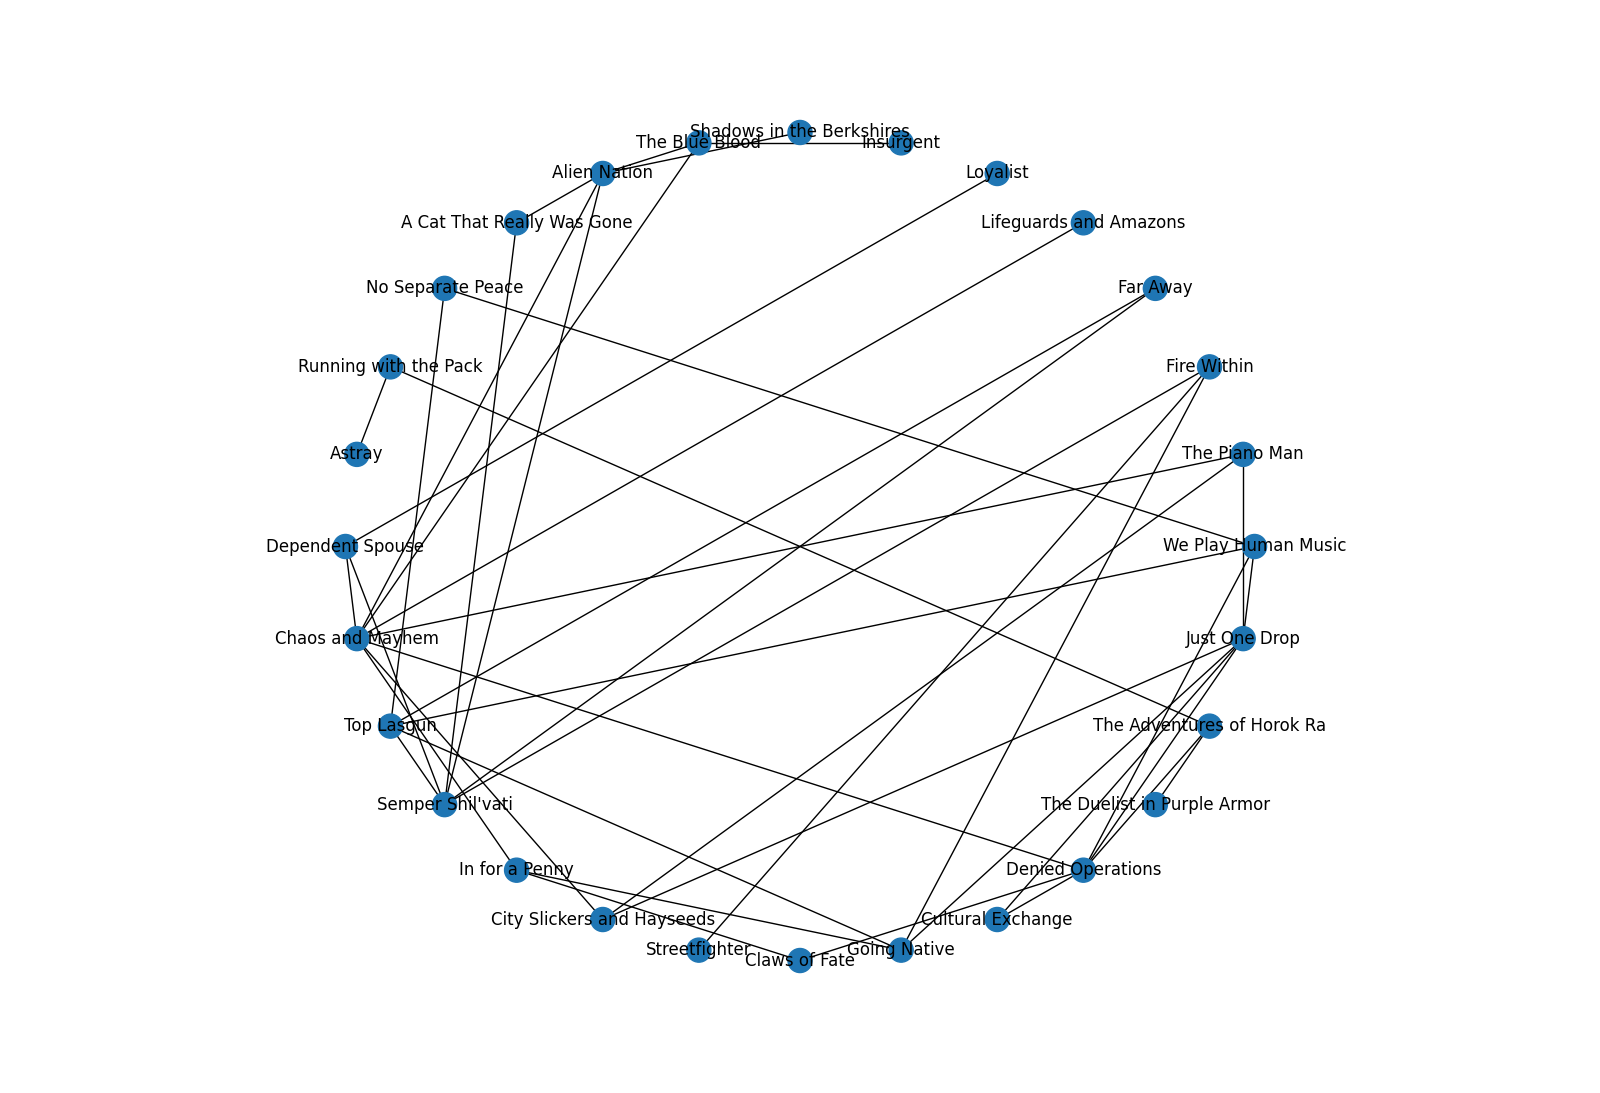 Shadows in the Berkshires
The Blue Blood
Insurgent
Alien Nation
Loyalist
A Cat That Really Was Gone
Lifeguards and Amazons
No Separate Peace
Far Away
Running with the Pack
Fire Within
Astray
The Piano Man
Dependent Spouse
We Play Human Music
Chaos and Mayhem
Just One Drop
Top Lasgun
The Adventures of Horok Ra
Semper Shil'vati
The Duelist in Purple Armor
In for a Penny
Denied Operations
City Slickers and Hayseeds
Cultural Exchange
Streetfighter
Going Native
Claws of Fate